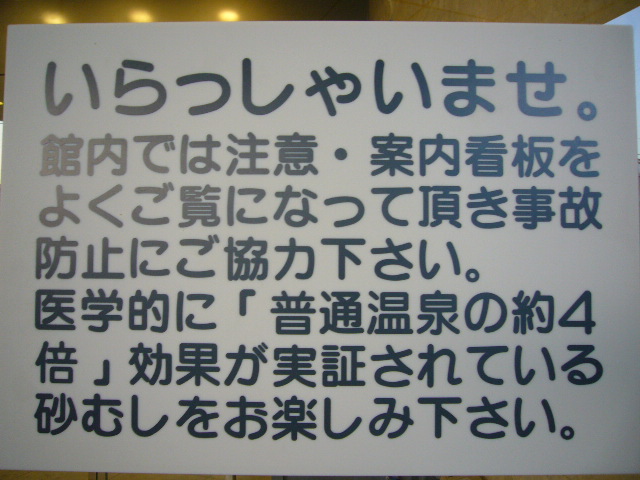 いらっしゃいませ。
館内では注意・案内看板を
よくご覧になって頂き事故
防止にご協力下さい。
医学的に「普通温泉の約4
倍」効果が実証されている
砂むしをお楽しみ下さい。